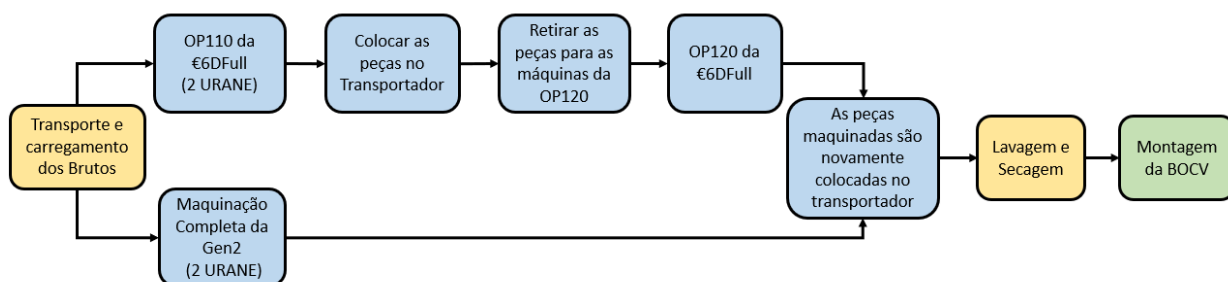 Transporte e
carregamento
dos Brutos
OP110 da
€6DFull
(2 URANE)
Colocar as
peças no
Transportador
Retirar as
peças para as
máquinas da
OP120
OP120 da
€6DFull
Maquinação
Completa da
Gen2
(2 URANE)
As peças
maquinadas são
novamente
colocadas no
transportador
Lavagem e
Secagem
Montagem
da BOCV